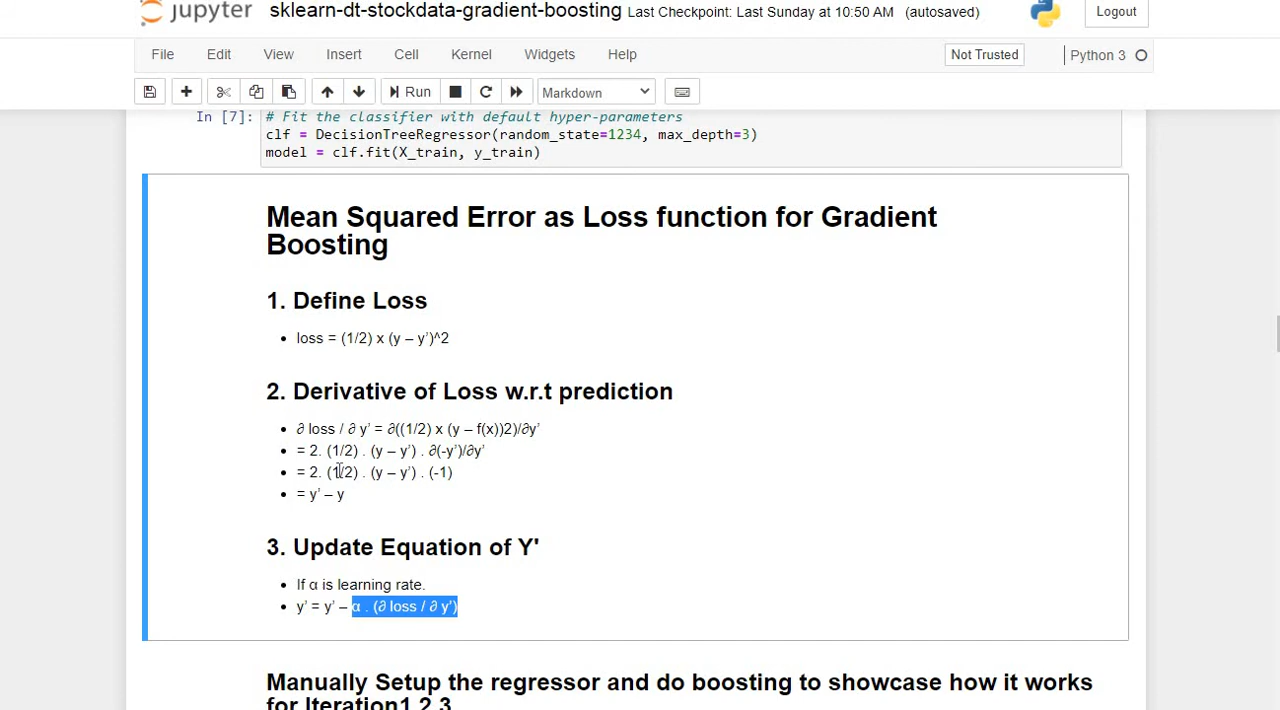 jupyter sklearn-dt-stockdata-gradient-boosting Last Checkpoint: Last Sunday at 10:50 AM (autosaved) Logout
File Edit View Insert Cell Kernel Widgets Help Not Trusted Python 3
Run Markdown
In [7]: # Fit the classifier with default hyper-parameters
clf = DecisionTreeRegressor(random_state=1234, max_depth=3)
model = clf.fit(X_train, y_train)
Mean Squared Error as Loss function for Gradient
Boosting
1. Define Loss
• loss = (1/2) x (y – y’)^2
2. Derivative of Loss w.r.t prediction
• ∂ loss / ∂ y’ = ∂((1/2) x (y – f(x))2)/∂y’
• = 2. (1/2) . (y – y’) . ∂(-y’)/∂y’
• = 2. (1/2) . (y – y’) . (-1)
• = y’ – y
3. Update Equation of Y'
• If α is learning rate.
• y’ = y’ – α . (∂ loss / ∂ y’)
Manually Setup the regressor and do boosting to showcase how it works
for Iteration1,2,3